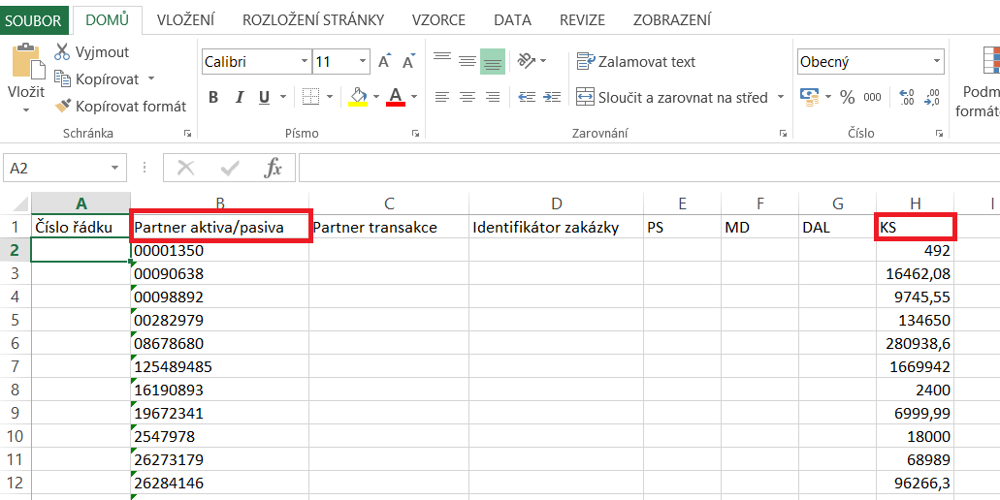 SOUBOR DOMŮ VLOŽENÍ ROZLOŽENÍ STRÁNKY VZORCE DATA REVIZE ZOBRAZENÍ
Vložit
Vyjmout
Kopírovat
Kopírovat formát
Schránka
Calibri 11
B I U A
Písmo
Zalamovat text
Sloučit a zarovnat na střed
Zarovnání
Obecný
% 000 ,00 ,0
Číslo
Podm
formát
A2 fx
A B C D E F G H I
1 Číslo řádku Partner aktiva/pasiva Partner transakce Identifikátor zakázky PS MD DAL KS
2 00001350 492
3 00090638 16462,08
4 00098892 9745,55
5 00282979 134650
6 08678680 280938,6
7 125489485 1669942
8 16190893 2400
9 19672341 6999,99
10 2547978 18000
11 26273179 68989
12 26284146 96266,3